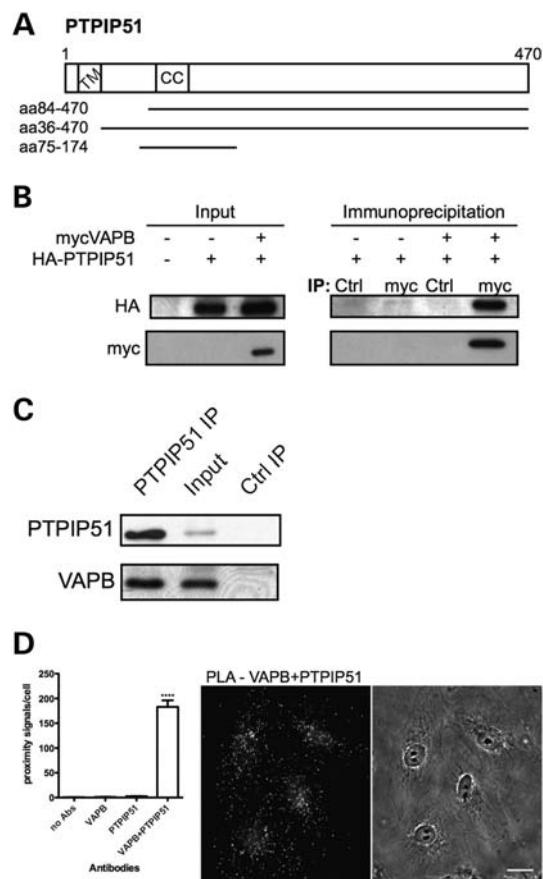 A
PTPIP51
1 470
TM CC
aa84-470
aa36-470
aa75-174
B
Input Immunoprecipitation
mycVAPB - - + - - + +
HA-PTPIP51 - + + + + + +
IP: Ctrl myc Ctrl myc
HA
myc
C
PTPIP51 IP Input Ctrl IP
PTPIP51
VAPB
D
PLA - VAPB+PTPIP51
proximity signals/cell
250
200
150
100
50
0
****
no Abs VAPB PTPIP51 VAPB+PTPIP51
Antibodies